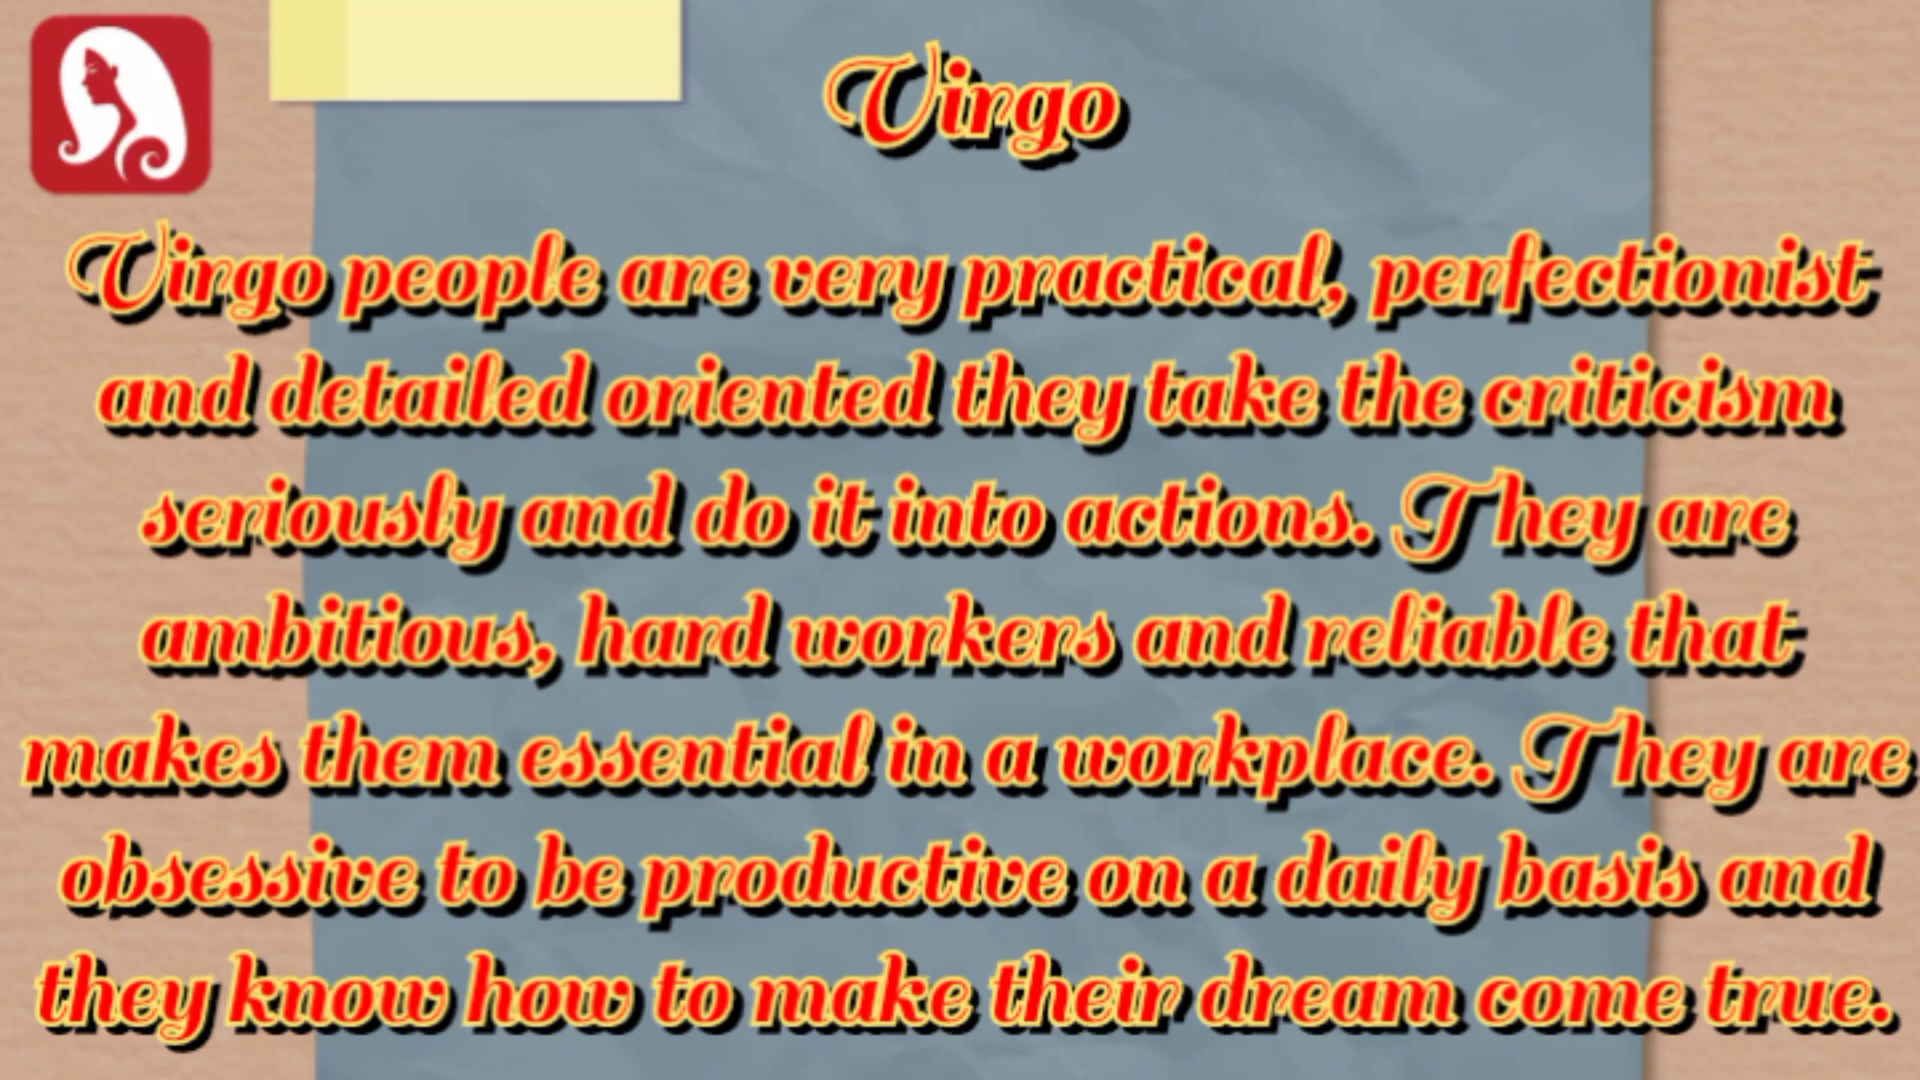 Virgo
Virgo people are very practical, perfectionist
and detailed oriented they take the criticism
seriously and do it into actions. They are
ambitious, hard workers and reliable that
makes them essential in a workplace. They are
obsessive to be productive on a daily basis and
they know how to make their dream come true.